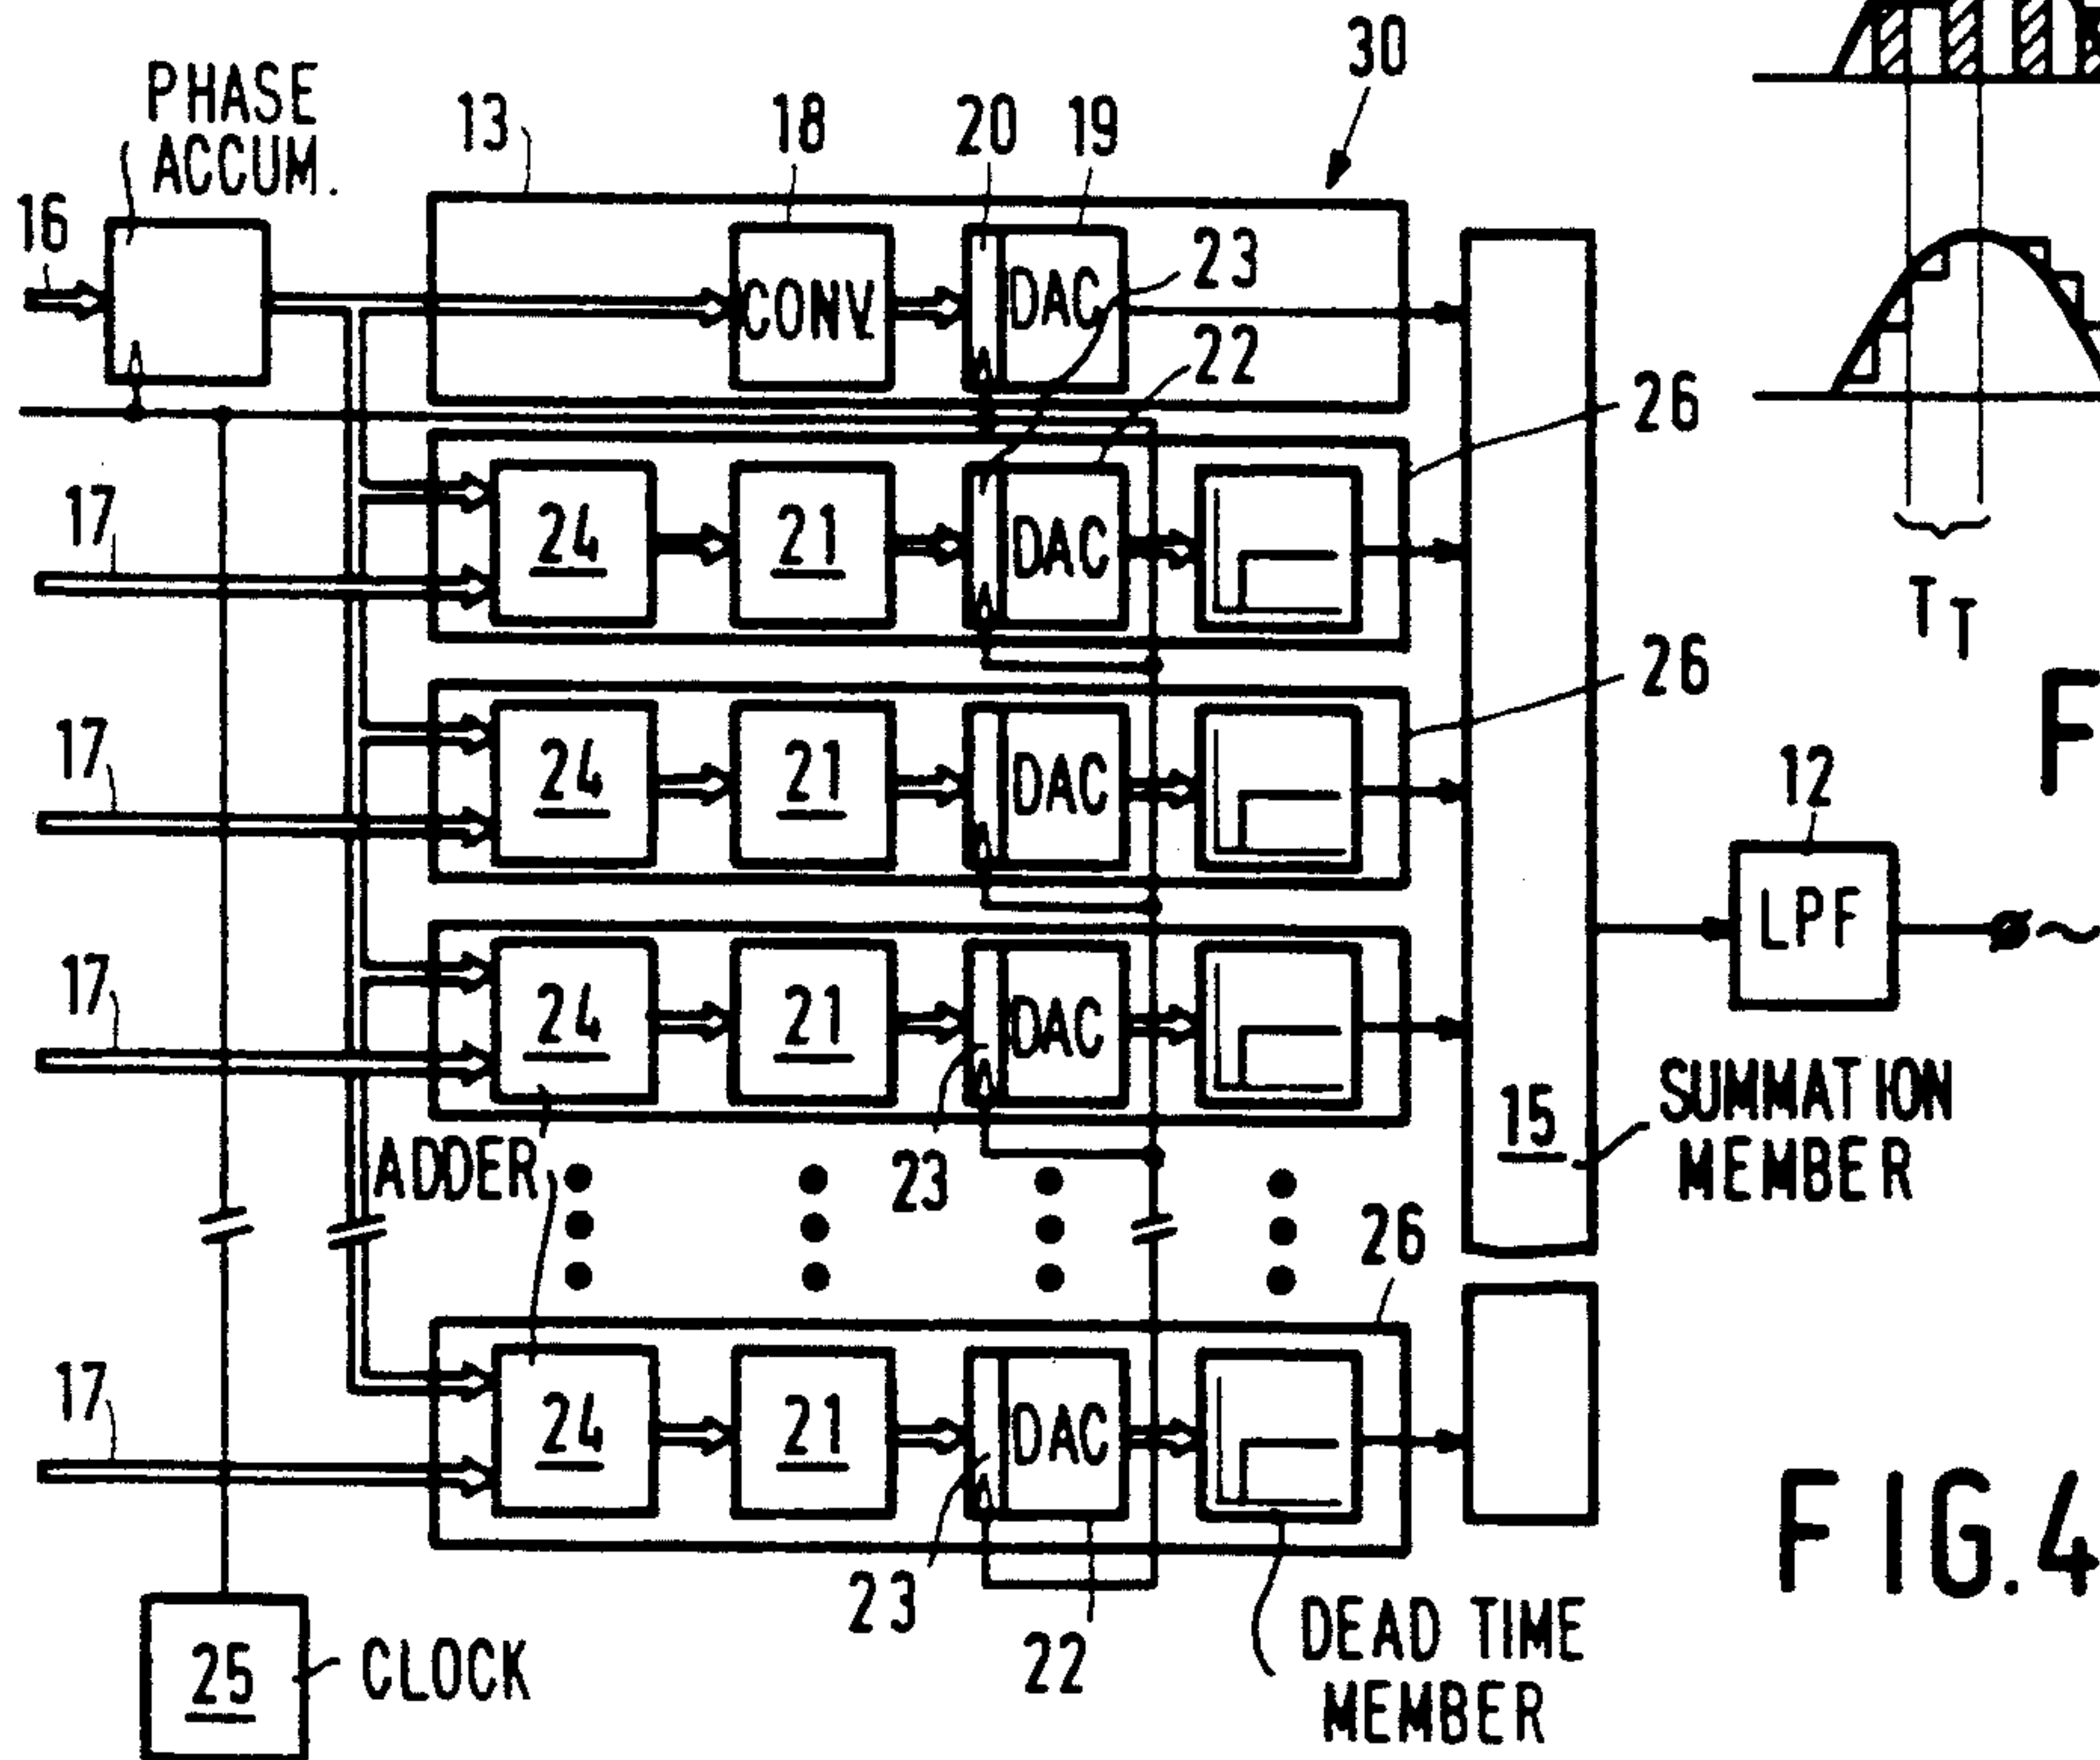 30
PHASE
ACCUM.
13
18
20
19
16
CONV.
DAC
23
22
26
17
24
21
DAC
26
17
24
21
DAC
T T
F
12
LPF
~
17
24
21
DAC
15
SUMMATION
MEMBER
ADDER
23
26
17
24
21
DAC
FIG.4
23
22
DEAD TIME
MEMBER
25
CLOCK